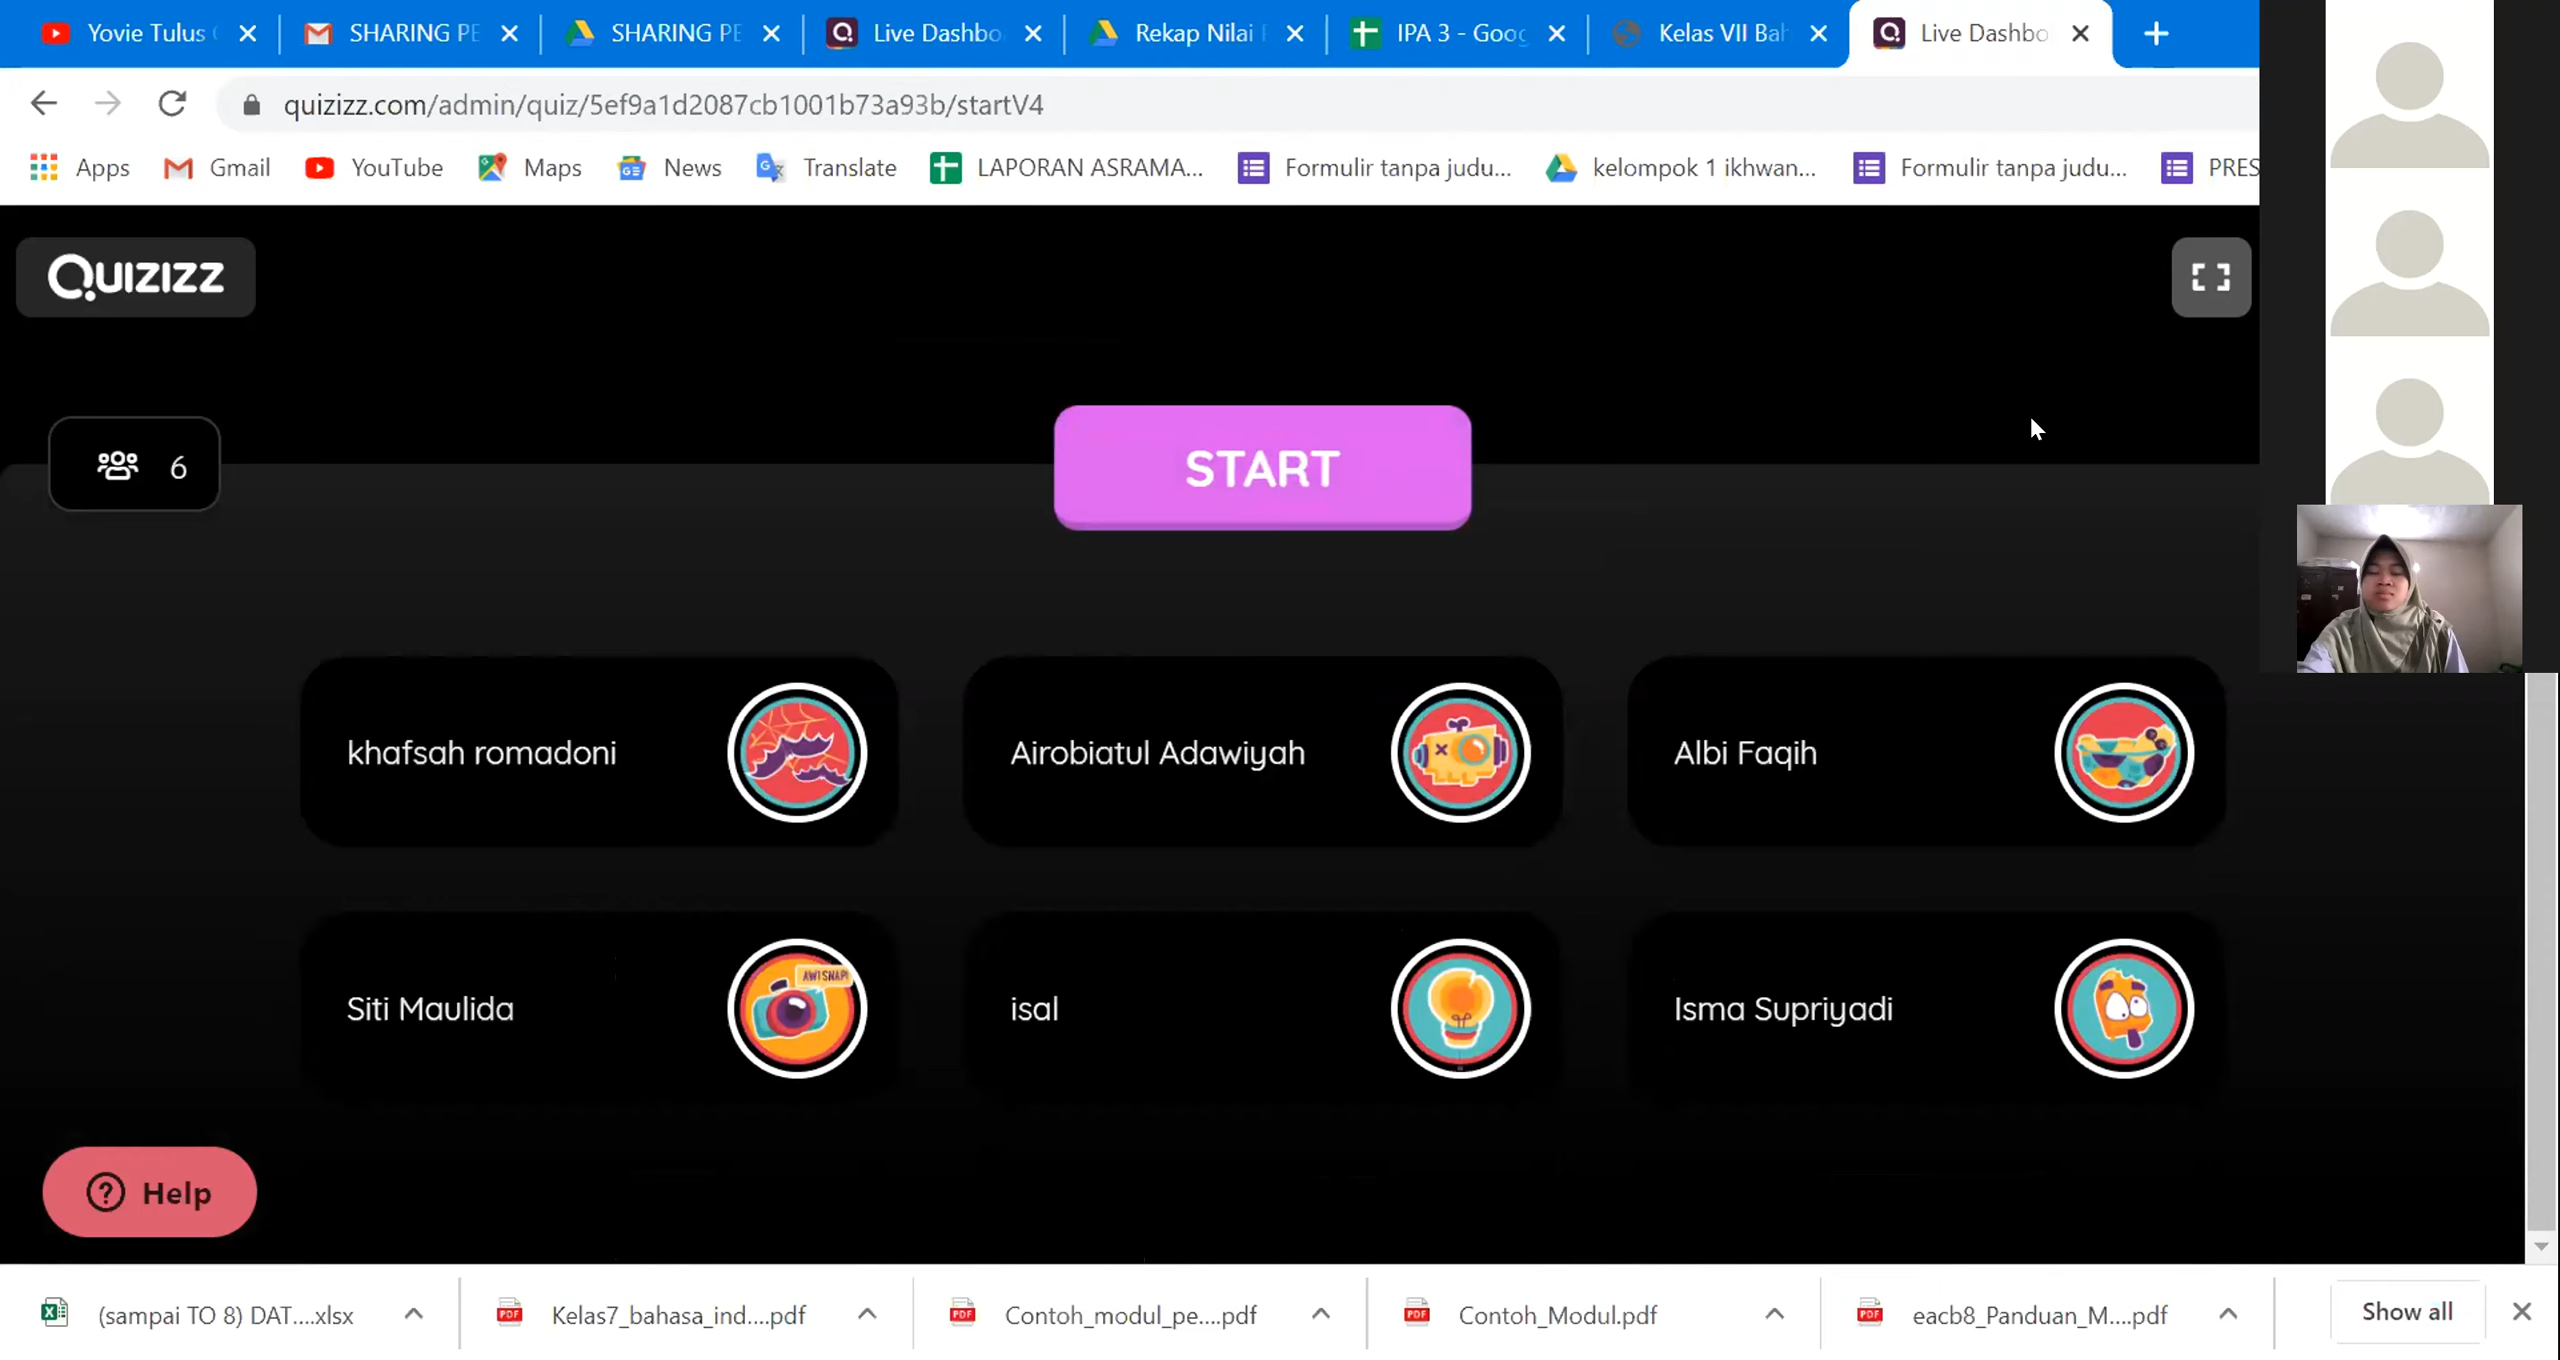 Yovie Tulus
SHARING PE
SHARING PE
Live Dashbo
Rekap Nilai
IPA 3 - Goog
Kelas VII Bah
Live Dashbo
quizizz.com/admin/quiz/5ef9a1d2087cb1001b73a93b/startV4
Apps
Gmail
YouTube
Maps
News
Translate
LAPORAN ASRAMA...
Formulir tanpa judu...
kelompok 1 ikhwan...
Formulir tanpa judu...
PRES
QUIZIZZ
6
START
khafsah romadoni
Airobiatul Adawiyah
Albi Faqih
Siti Maulida
AW! SNAP!
isal
Isma Supriyadi
Help
(sampai TO 8) DAT....xlsx
Kelas7_bahasa_ind....pdf
Contoh_modul_pe....pdf
Contoh_Modul.pdf
eacb8_Panduan_M....pdf
Show all